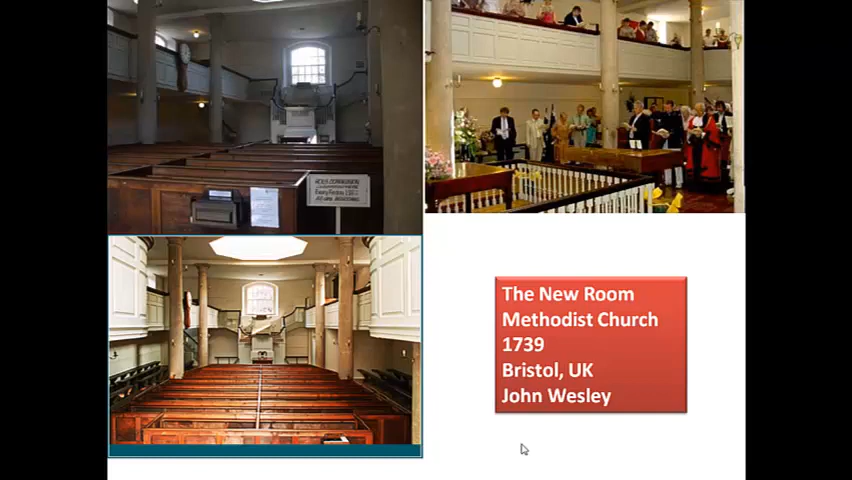 HOLY COMMUNION
The New Room
Methodist Church
1739
Bristol, UK
John Wesley